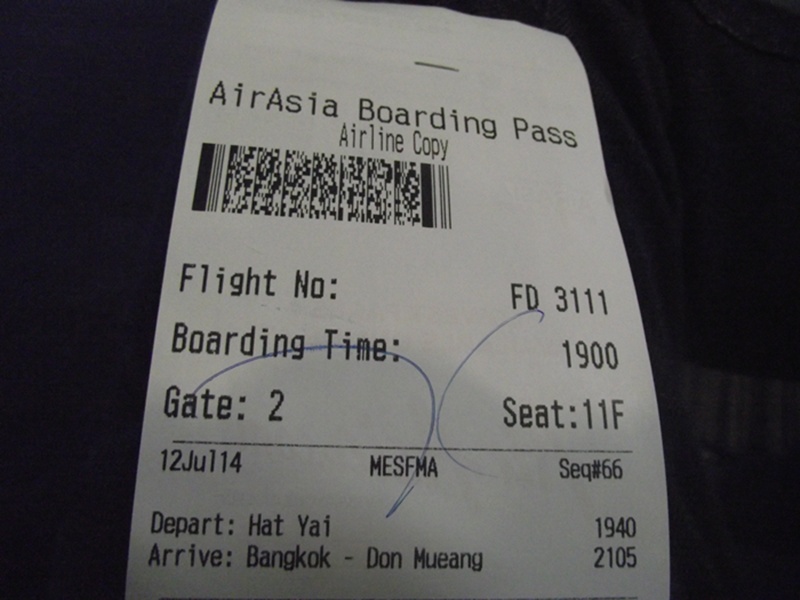 AirAsia Boarding Pass
Airline Copy
Flight No: FD 3111
Boarding Time: 1900
Gate: 2 Seat:11F
12Jul14 MESFMA Seq#66
Depart: Hat Yai 1940
Arrive: Bangkok - Don Mueang 2105